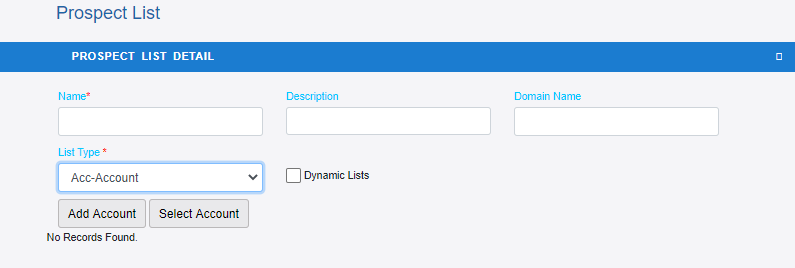 Prospect List
PROSPECT LIST DETAIL
Name* Description Domain Name
List Type *
Acc-Account Dynamic Lists
Add Account Select Account
No Records Found.